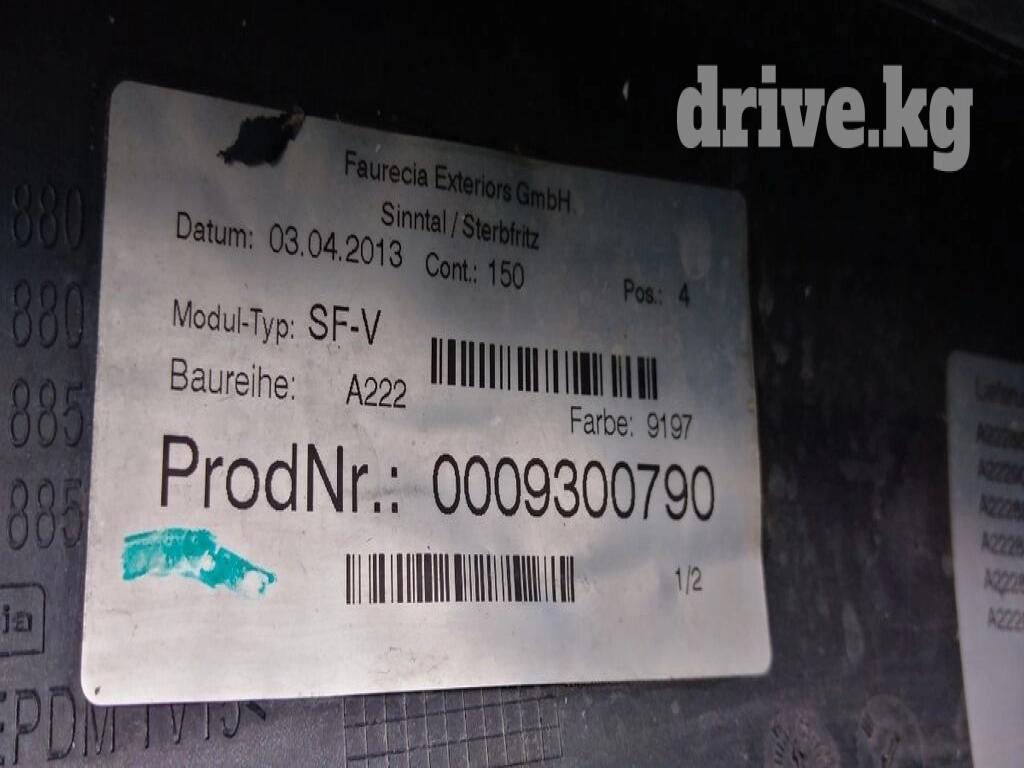 drive.kg
Faurecia Exteriors GmbH
Sinntal / Sterbfritz
Datum: 03.04.2013 Cont.: 150 Pos.: 4
Modul-Typ: SF-V
Baureihe: A222
Farbe: 9197
ProdNr.: 0009300790
1/2
880
880
885
885